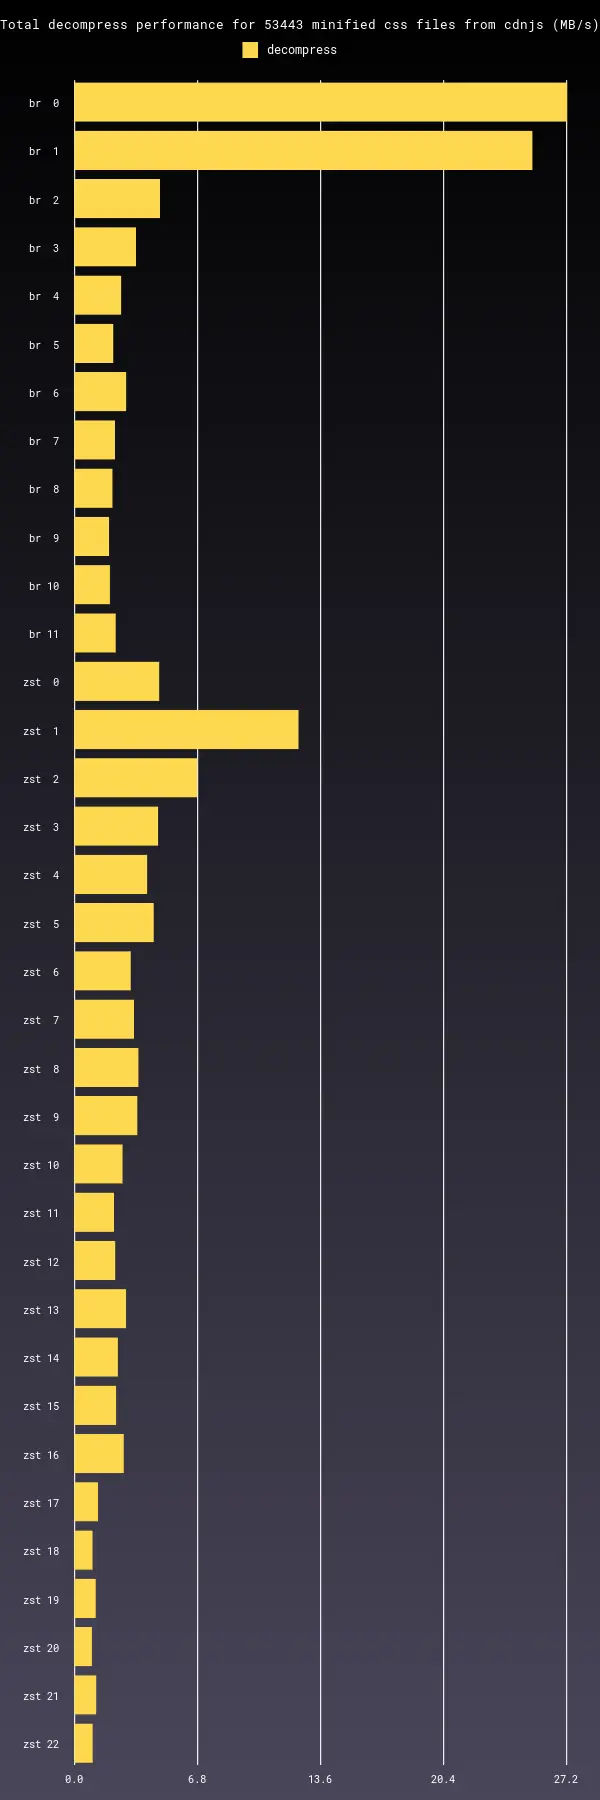 Total decompress performance for 53443 minified css files from cdnjs (MB/s)
decompress
br 0
br 1
br 2
br 3
br 4
br 5
br 6
br 7
br 8
br 9
br 10
br 11
zst 0
zst 1
zst 2
zst 3
zst 4
zst 5
zst 6
zst 7
zst 8
zst 9
zst 10
zst 11
zst 12
zst 13
zst 14
zst 15
zst 16
zst 17
zst 18
zst 19
zst 20
zst 21
zst 22
0.0 6.8 13.6 20.4 27.2